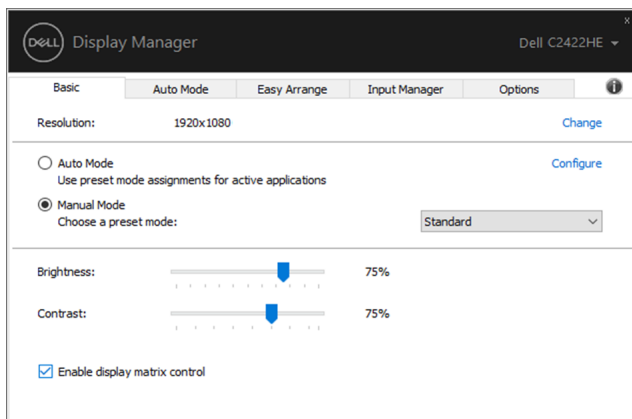 DELL Display Manager
x
Dell C2422HE
Basic Auto Mode Easy Arrange Input Manager Options i
Resolution: 1920x1080 Change
Auto Mode Configure
Use preset mode assignments for active applications
Manual Mode
Choose a preset mode: Standard
Brightness: 75%
Contrast: 75%
Enable display matrix control